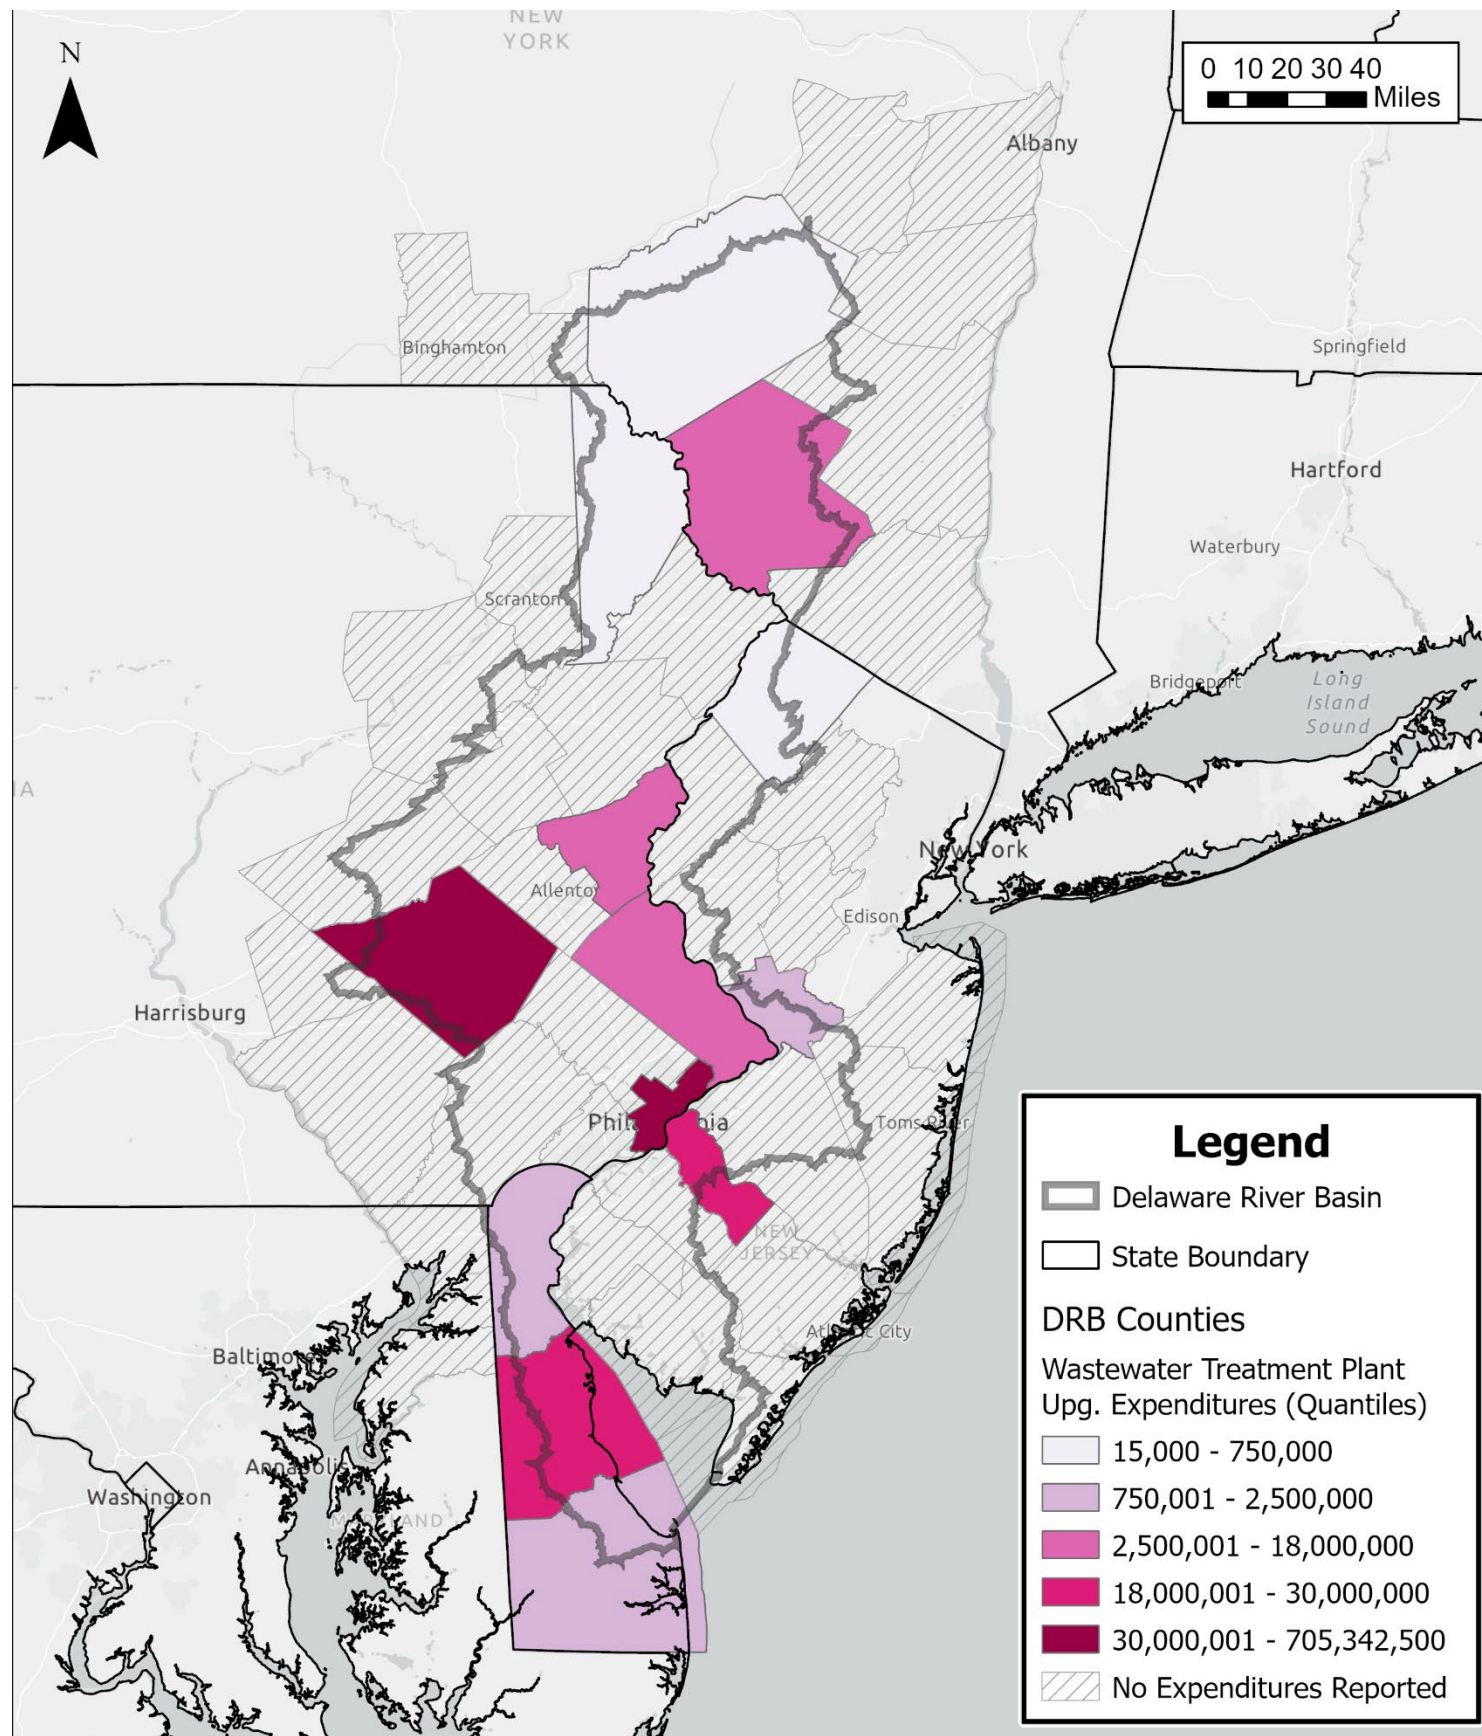 NEW
YORK
N
0 10 20 30 40
Miles
Albany
Binghamton
Springfield
Hartford
Waterbury
Scranton
Bridgeport
Long
Island
Sound
New York
Edison
Harrisburg
Toms River
NEW
JERSEY
Baltimore
Annapolis
Washington
Legend
Delaware River Basin
State Boundary
DRB Counties
Wastewater Treatment Plant
Upg. Expenditures (Quantiles)
15,000 - 750,000
750,001 - 2,500,000
2,500,001 - 18,000,000
18,000,001 - 30,000,000
30,000,001 - 705,342,500
No Expenditures Reported